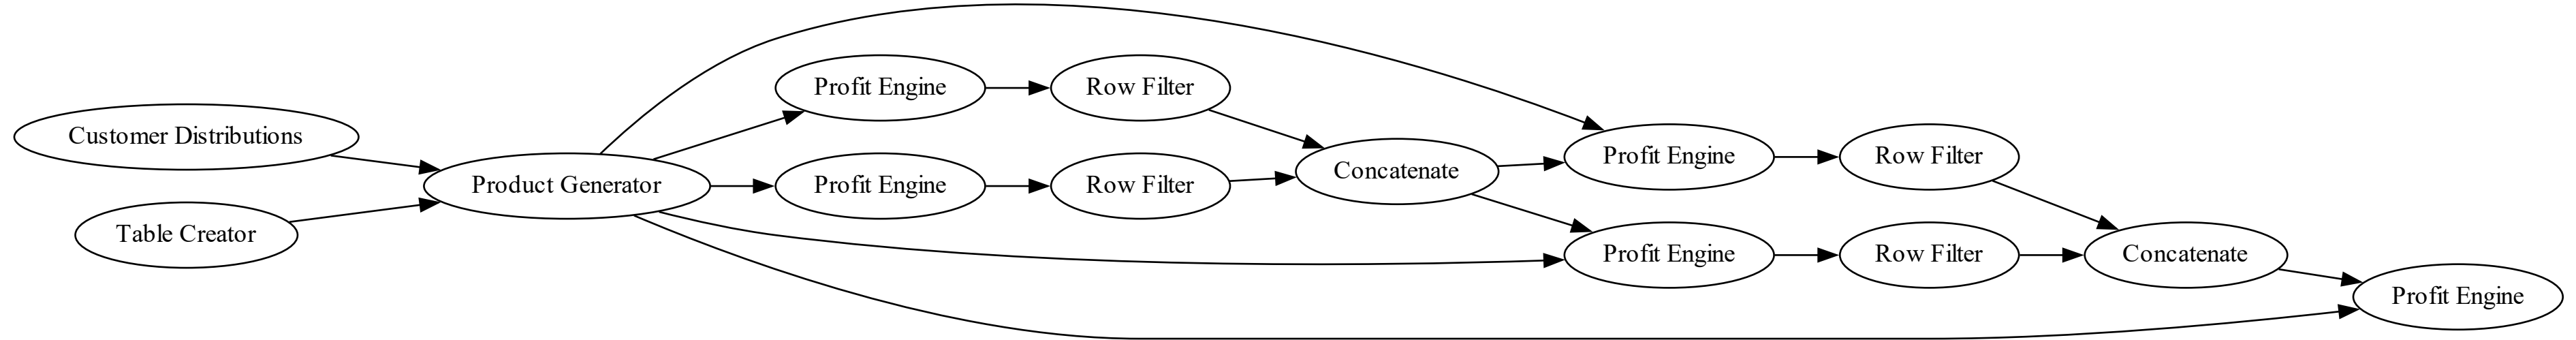 Customer Distributions
Table Creator
Product Generator
Profit Engine
Row Filter
Profit Engine
Row Filter
Concatenate
Profit Engine
Row Filter
Profit Engine
Row Filter
Concatenate
Profit Engine